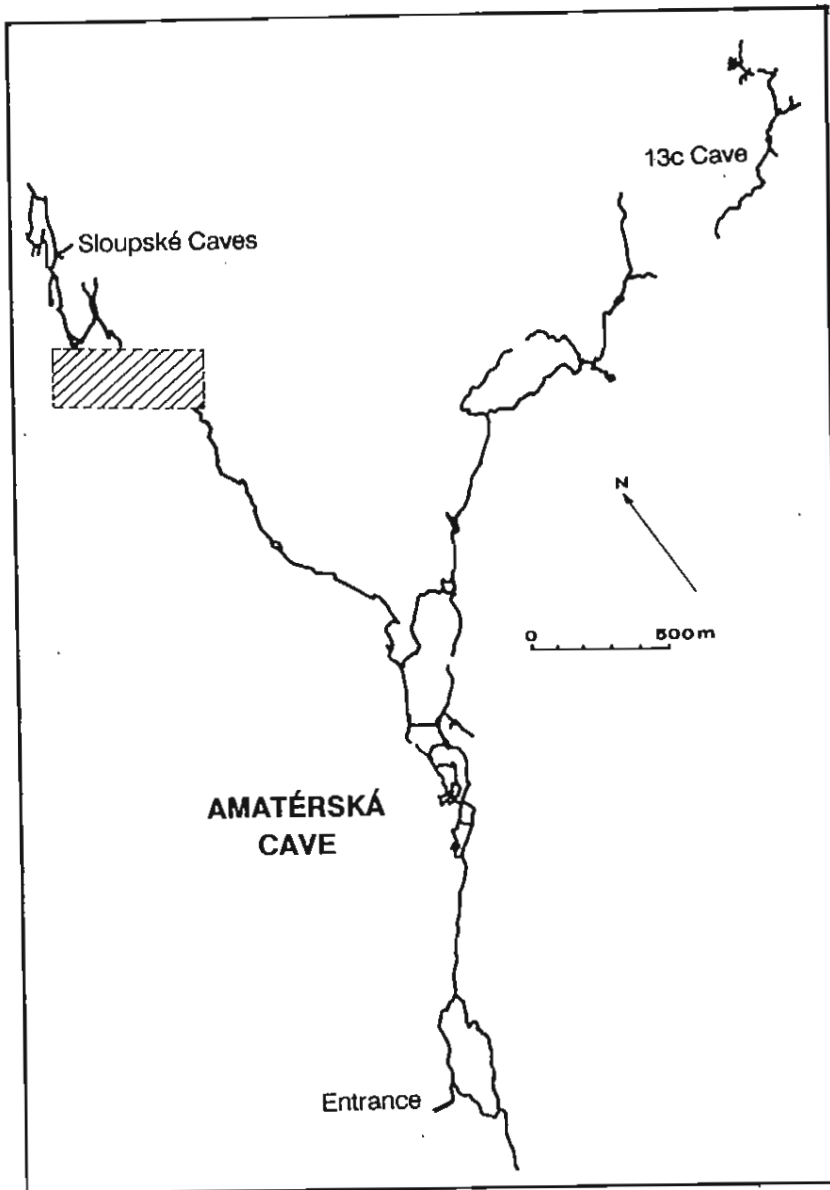 13c Cave
Sloupské Caves
N
0 500m
AMATÉRSKÁ
CAVE
Entrance